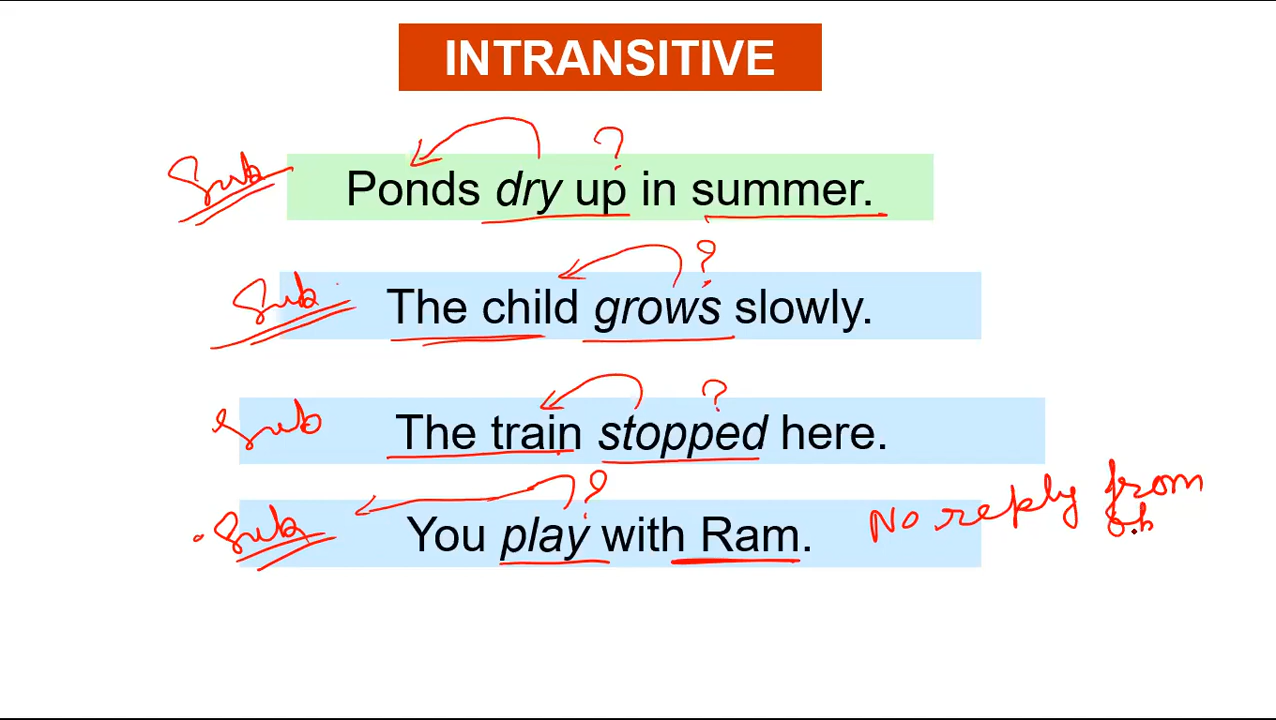 INTRANSITIVE
?
Sub Ponds dry up in summer.
?
Sub The child grows slowly.
?
Sub The train stopped here.
?
Sub You play with Ram. No reply from
Ob